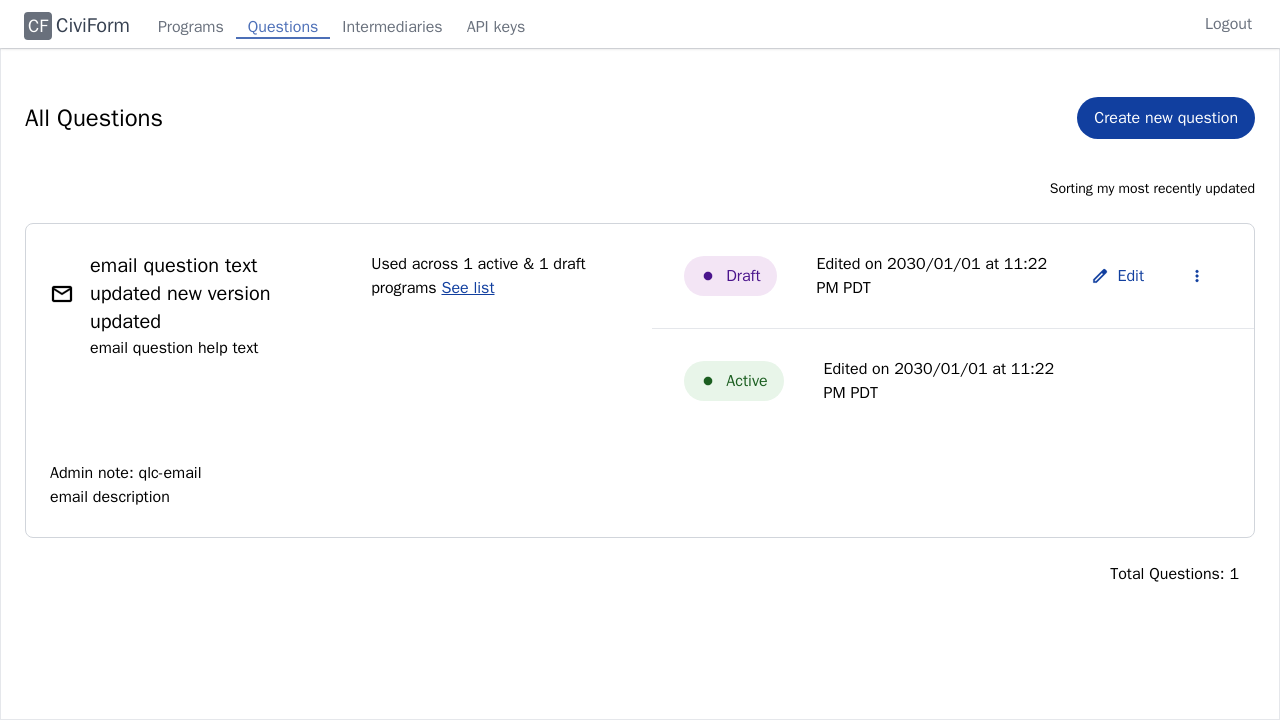 CF CiviForm Programs Questions Intermediaries API keys Logout
All Questions
Create new question
Sorting my most recently updated
email question text
updated new version
updated
email question help text
Used across 1 active & 1 draft
programs See list
Draft
Edited on 2030/01/01 at 11:22
PM PDT
Edit
Active
Edited on 2030/01/01 at 11:22
PM PDT
Admin note: qlc-email
email description
Total Questions: 1